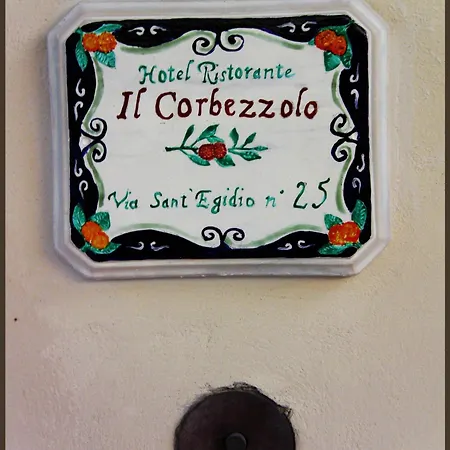 Hotel Ristorante
Il Corbezzolo
Via Sant'Egidio n° 25